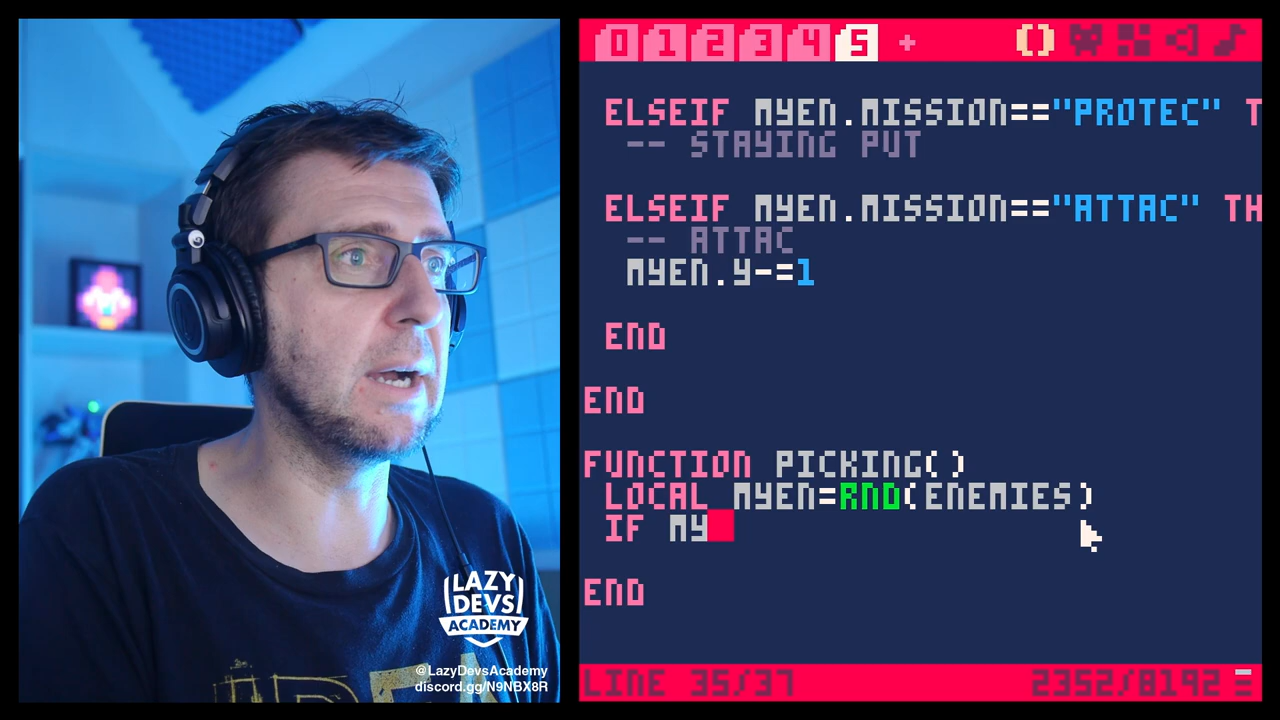 LAZY
DEVS
ACADEMY
@LazyDevsAcademy
discord.gg/N9NBX8R
0 1 2 3 4 5 + ()
ELSEIF MYEN.MISSION=="PROTEC" T
-- STAYING PUT
ELSEIF MYEN.MISSION=="ATTAC" TH
-- ATTAC
MYEN.Y-=1
END
END
FUNCTION PICKING()
LOCAL MYEN=RND(ENEMIES)
IF MY
END
LINE 35/37 2352/8192